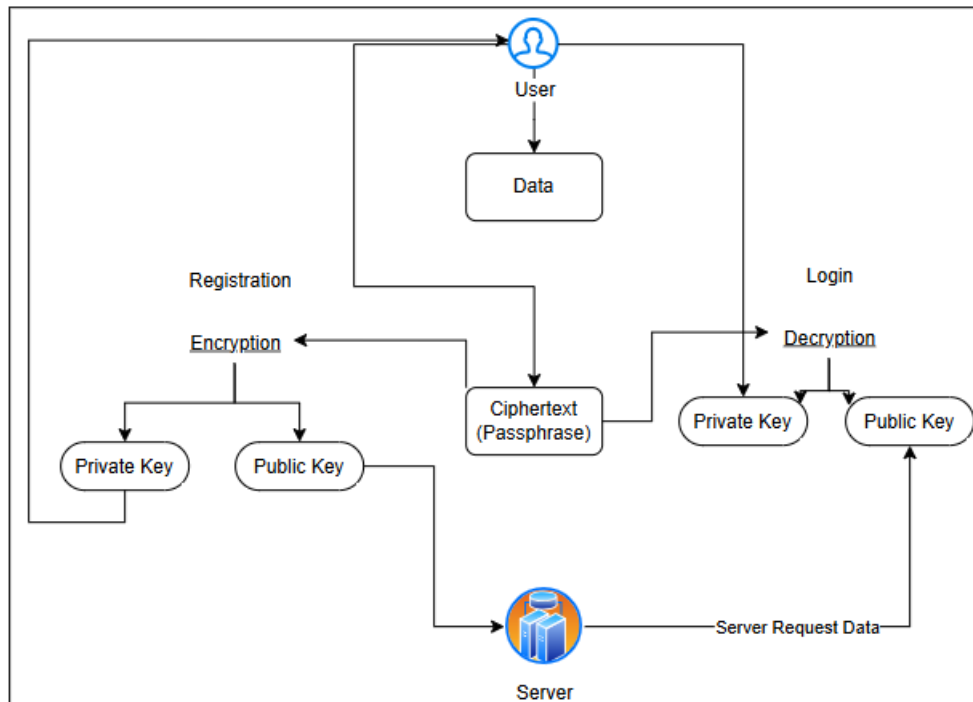 User
Data
Registration
Login
Encryption
Decryption
Ciphertext
(Passphrase)
Private Key
Public Key
Private Key
Public Key
Server Request Data
Server